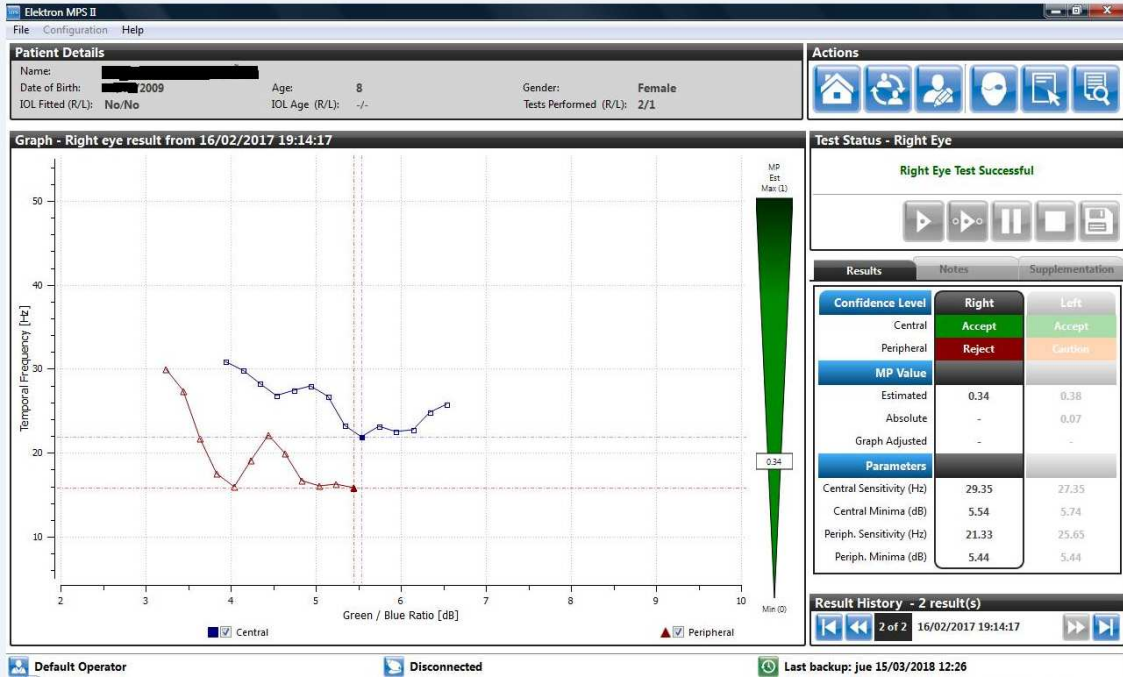 Elektron MPS II
File Configuration Help
Patient Details
Name:
Date of Birth: /2009 Age: 8 Gender: Female
IOL Fitted (R/L): No/No IOL Age (R/L): -/- Tests Performed (R/L): 2/1
Actions
Graph - Right eye result from 16/02/2017 19:14:17
Temporal Frequency [Hz]
50
40
30
20
10
2 3 4 5 6 7 8 9 10
Green / Blue Ratio [dB]
Central Peripheral
MP
Est
Max (1)
0.34
Min (0)
Test Status - Right Eye
Right Eye Test Successful
Results Notes Supplementation
Confidence Level Right Left
Central Accept Accept
Peripheral Reject Caution
MP Value
Estimated 0.34 0.38
Absolute - 0.07
Graph Adjusted - -
Parameters
Central Sensitivity (Hz) 29.35 27.35
Central Minima (dB) 5.54 5.74
Periph. Sensitivity (Hz) 21.33 25.65
Periph. Minima (dB) 5.44 5.44
Result History - 2 result(s)
2 of 2 16/02/2017 19:14:17
Default Operator Disconnected Last backup: jue 15/03/2018 12:26